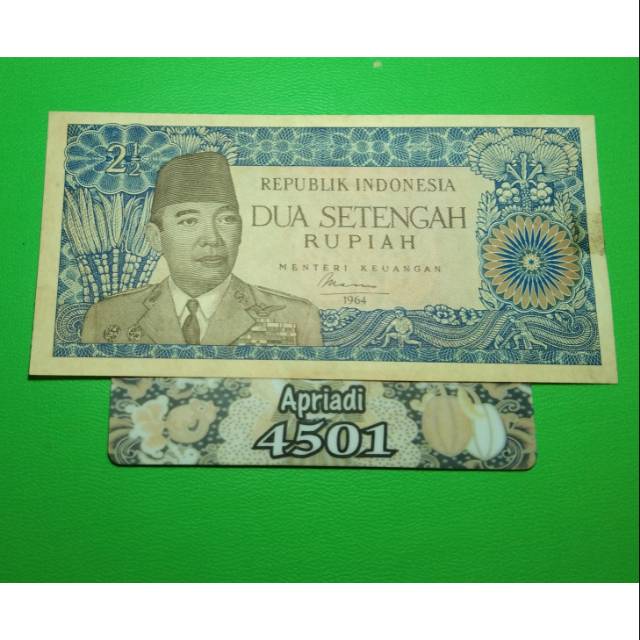 2½
REPUBLIK INDONESIA
DUA SETENGAH
RUPIAH
MENTERI KEUANGAN
1964
Apriadi
4501